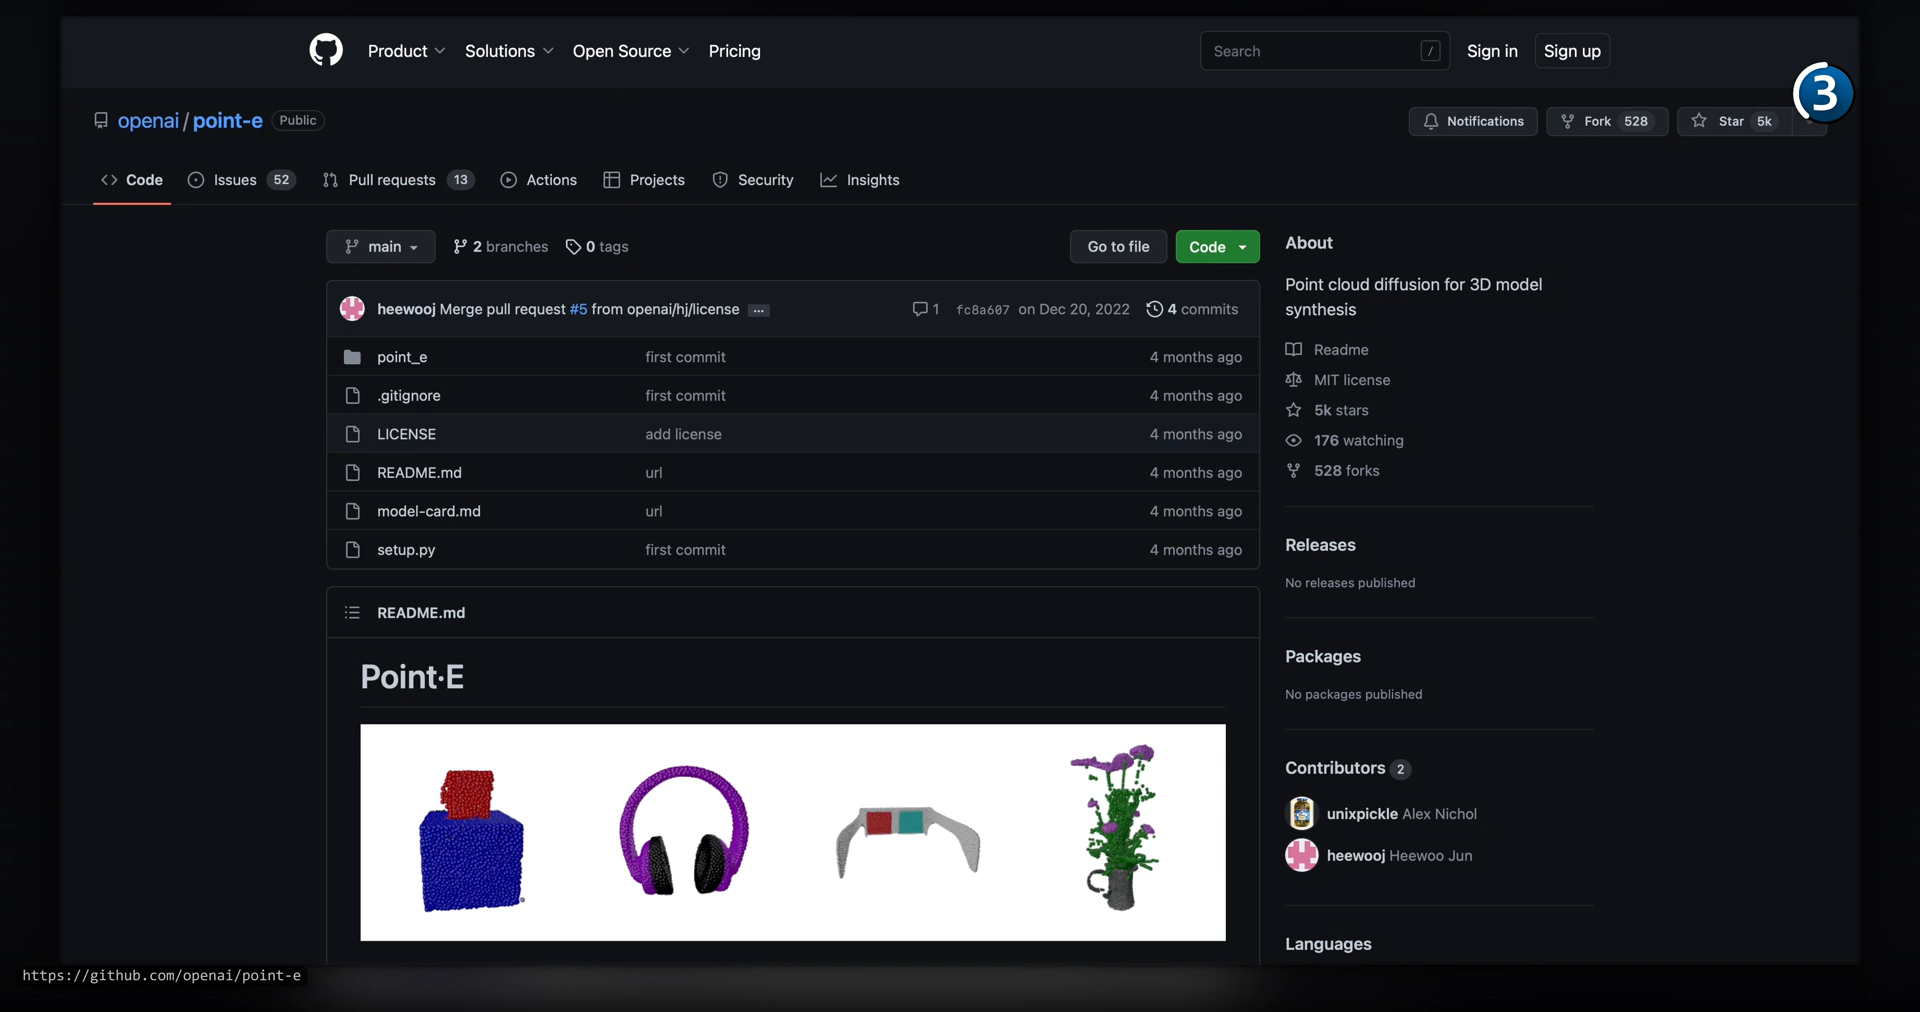 Product Solutions Open Source Pricing Search / Sign in Sign up
3
openai / point-e Public Notifications Fork 528 Star 5k
Code Issues 52 Pull requests 13 Actions Projects Security Insights
main 2 branches 0 tags Go to file Code
heewooj Merge pull request #5 from openai/hj/license ... 1 fc8a607 on Dec 20, 2022 4 commits
point_e first commit 4 months ago
.gitignore first commit 4 months ago
LICENSE add license 4 months ago
README.md url 4 months ago
model-card.md url 4 months ago
setup.py first commit 4 months ago
README.md
Point·E
About
Point cloud diffusion for 3D model
synthesis
Readme
MIT license
5k stars
176 watching
528 forks
Releases
No releases published
Packages
No packages published
Contributors 2
unixpickle Alex Nichol
heewooj Heewoo Jun
Languages
https://github.com/openai/point-e